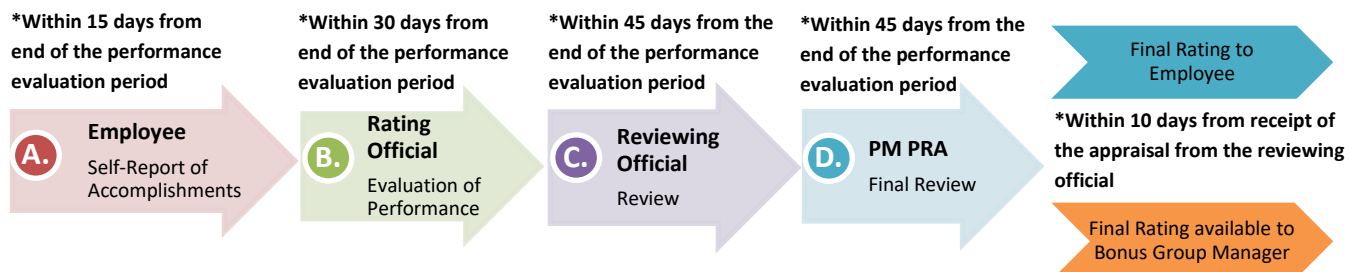 *Within 15 days from
end of the performance
evaluation period
A.
Employee
Self-Report of
Accomplishments
*Within 30 days from
end of the performance
evaluation period
B.
Rating
Official
Evaluation of
Performance
*Within 45 days from the
end of the performance
evaluation period
C.
Reviewing
Official
Review
*Within 45 days from the
end of the performance
evaluation period
D.
PM PRA
Final Review
Final Rating to
Employee
*Within 10 days from receipt of
the appraisal from the reviewing
official
Final Rating available to
Bonus Group Manager